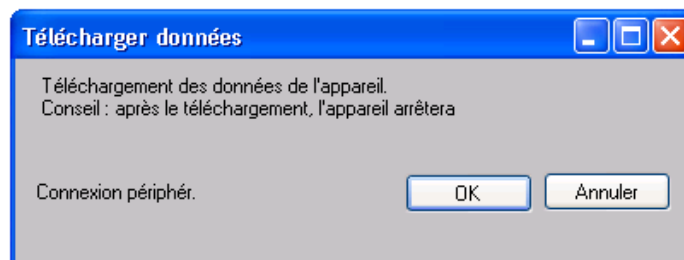 Télécharger données
Téléchargement des données de l'appareil.
Conseil : après le téléchargement, l'appareil arrêtera
Connexion périphér.
OK
Annuler